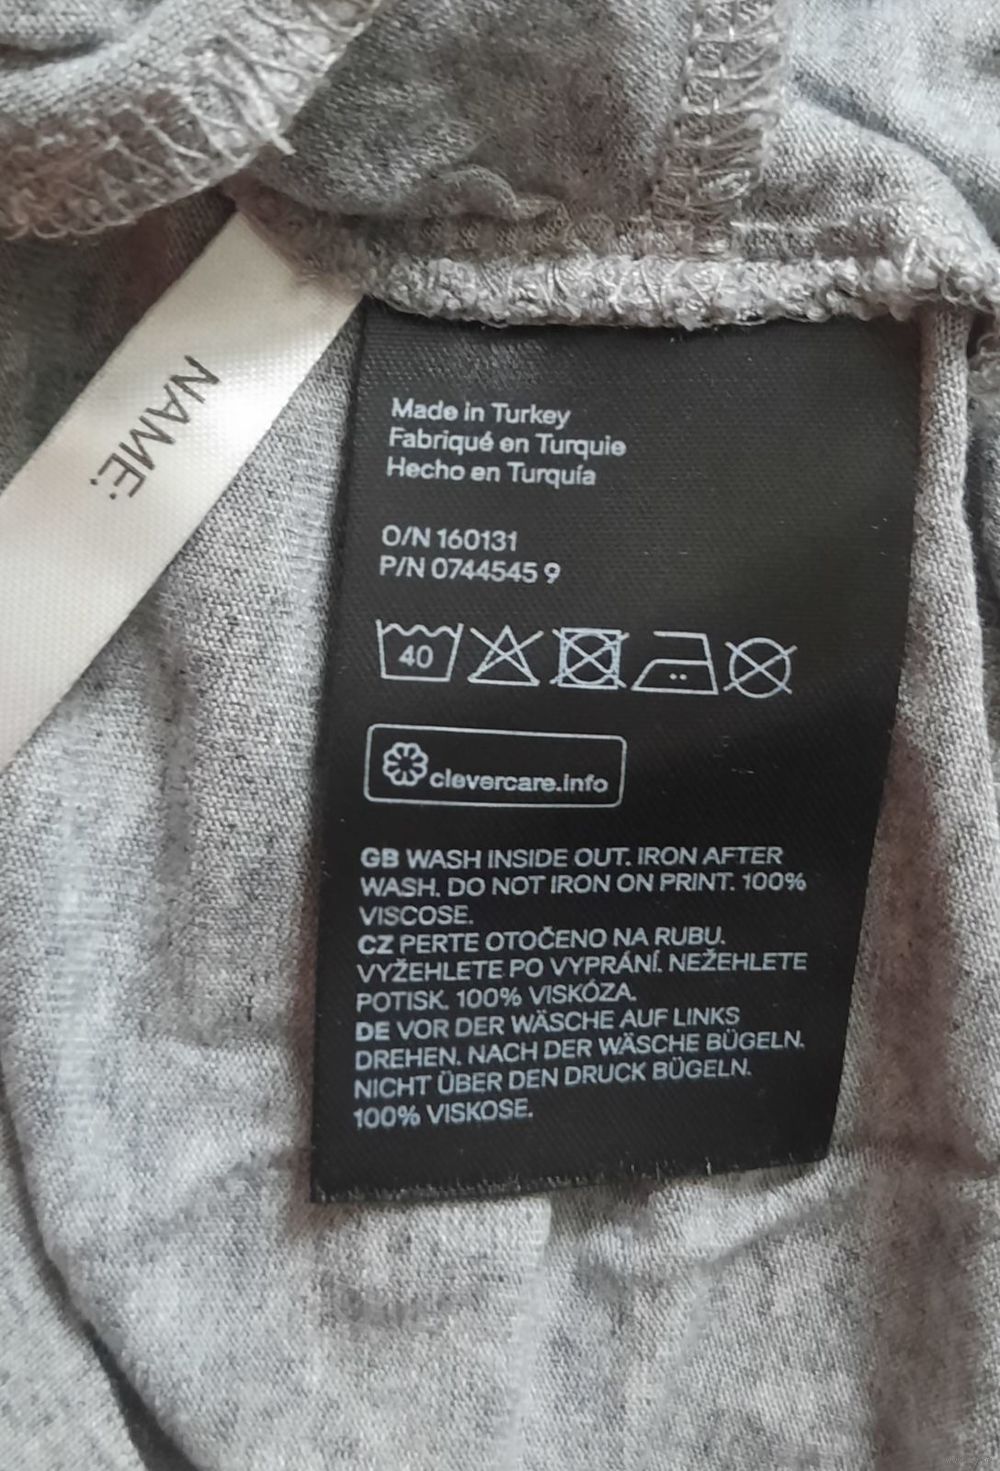 NAME:
Made in Turkey
Fabriqué en Turquie
Hecho en Turquía
O/N 160131
P/N 0744545 9
40
clevercare.info
GB WASH INSIDE OUT. IRON AFTER
WASH. DO NOT IRON ON PRINT. 100%
VISCOSE.
CZ PERTE OTOČENO NA RUBU.
VYŽEHLETE PO VYPRÁNÍ. NEŽEHLETE
POTISK. 100% VISKÓZA.
DE VOR DER WÄSCHE AUF LINKS
DREHEN. NACH DER WÄSCHE BÜGELN.
NICHT ÜBER DEN DRUCK BÜGELN.
100% VISKOSE.